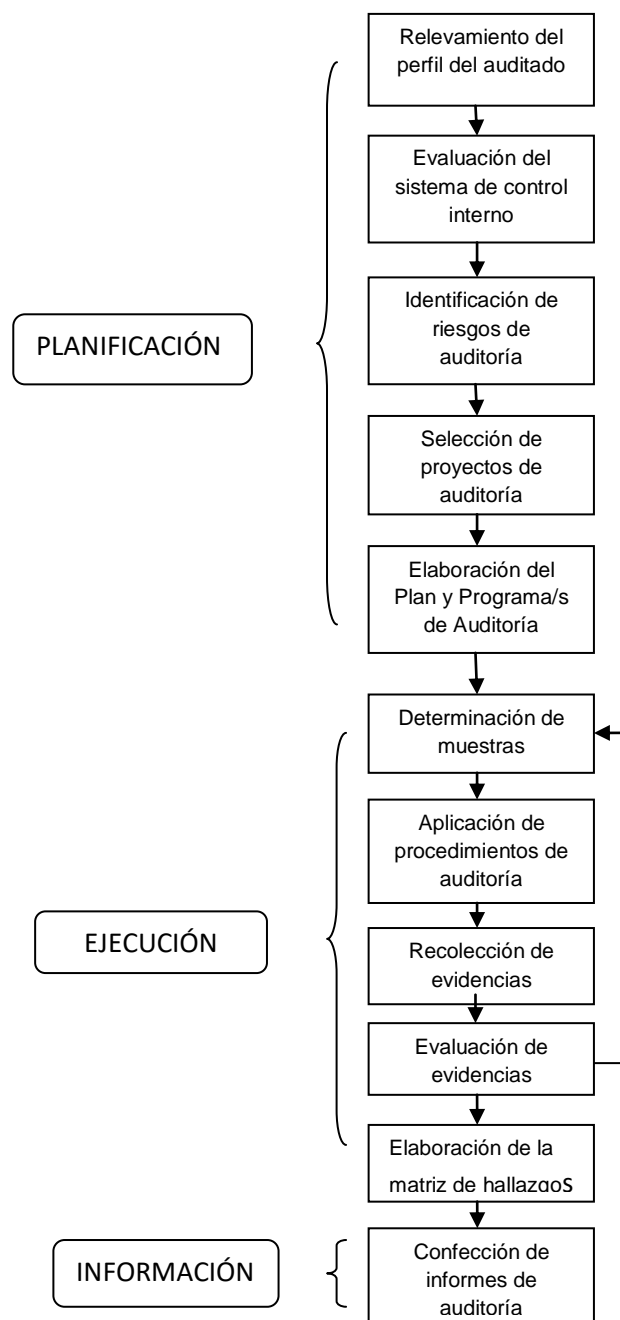 Relevamiento del
perfil del auditado
Evaluación del
sistema de control
interno
Identificación de
riesgos de
auditoría
PLANIFICACIÓN
Selección de
proyectos de
auditoría
Elaboración del
Plan y Programa/s
de Auditoría
Determinación de
muestras
Aplicación de
procedimientos de
auditoría
EJECUCIÓN
Recolección de
evidencias
Evaluación de
evidencias
Elaboración de la
matriz de hallazgos
INFORMACIÓN
Confección de
informes de
auditoría